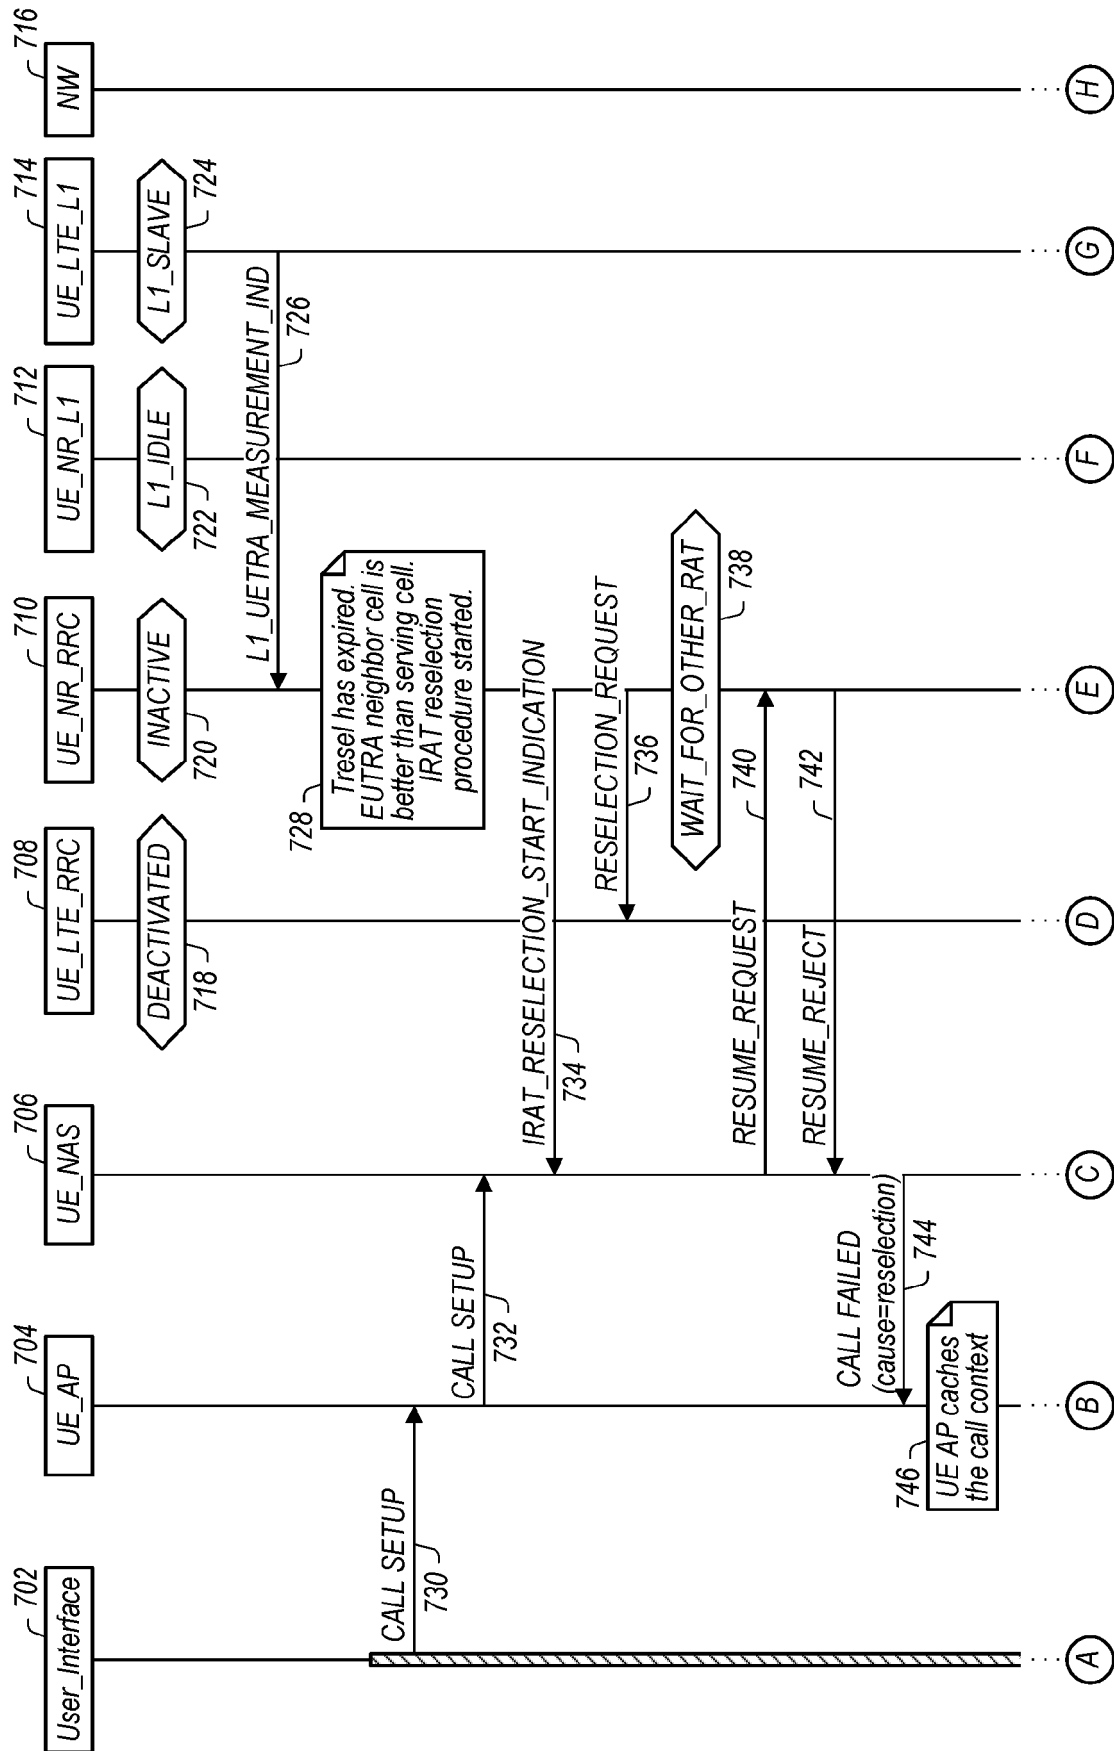 702
User_Interface
704
UE_AP
706
UE_NAS
708
UE_LTE_RRC
710
UE_NR_RRC
712
UE_NR_L1
714
UE_LTE_L1
716
NW
DEACTIVATED
718
INACTIVE
720
L1_IDLE
722
L1_SLAVE
724
L1_UETRA_MEASUREMENT_IND
726
728
Tresel has expired.
EUTRA neighbor cell is
better than serving cell.
IRAT reselection
procedure started.
CALL SETUP
730
CALL SETUP
732
IRAT_RESELECTION_START_INDICATION
734
RESELECTION_REQUEST
736
WAIT_FOR_OTHER_RAT
738
RESUME_REQUEST
740
RESUME_REJECT
742
CALL FAILED
(cause=reselection)
744
746
UE AP caches
the call context
A
B
C
D
E
F
G
H